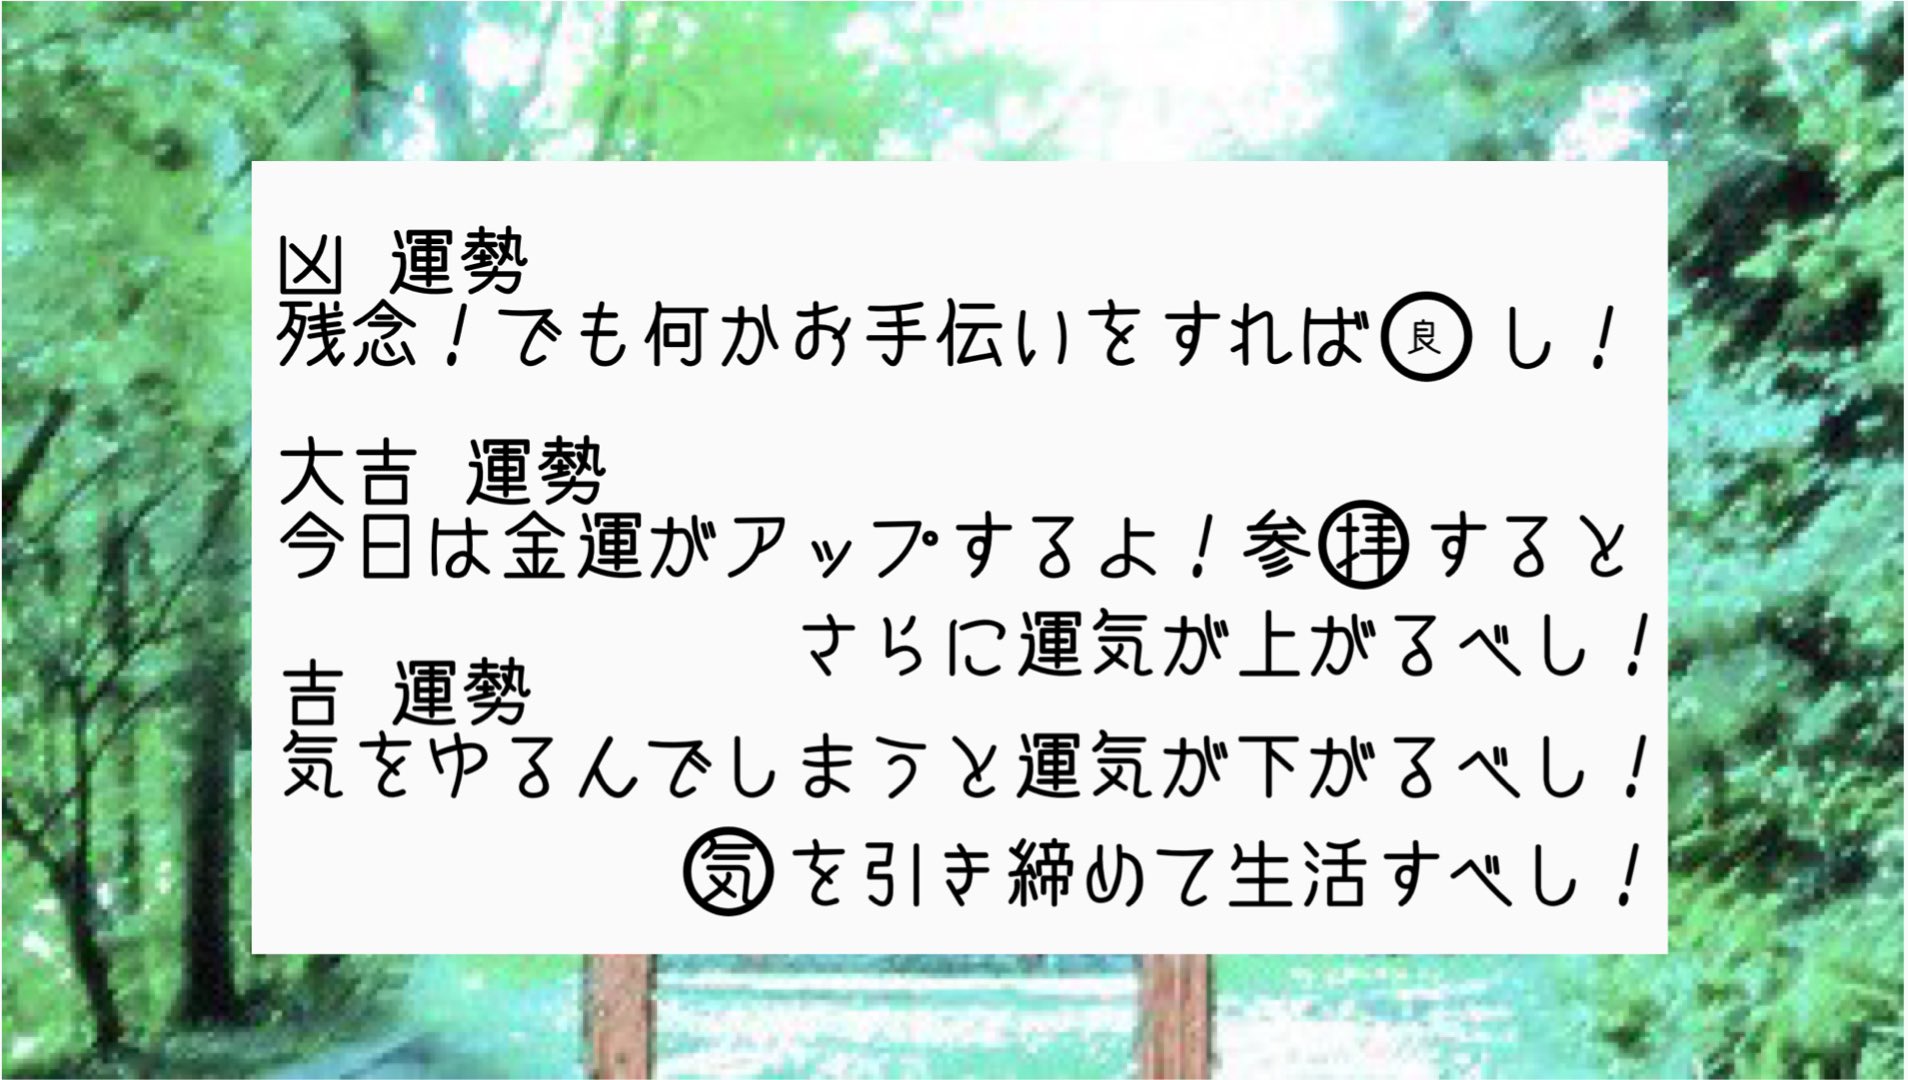 凶 運勢
残念！でも何かお手伝いをすれば良し！
大吉 運勢
今日は金運がアップするよ！参拝すると
さらに運気が上がるべし！
吉 運勢
気をゆるんでしまうと運気が下がるべし！
気を引き締めて生活すべし！